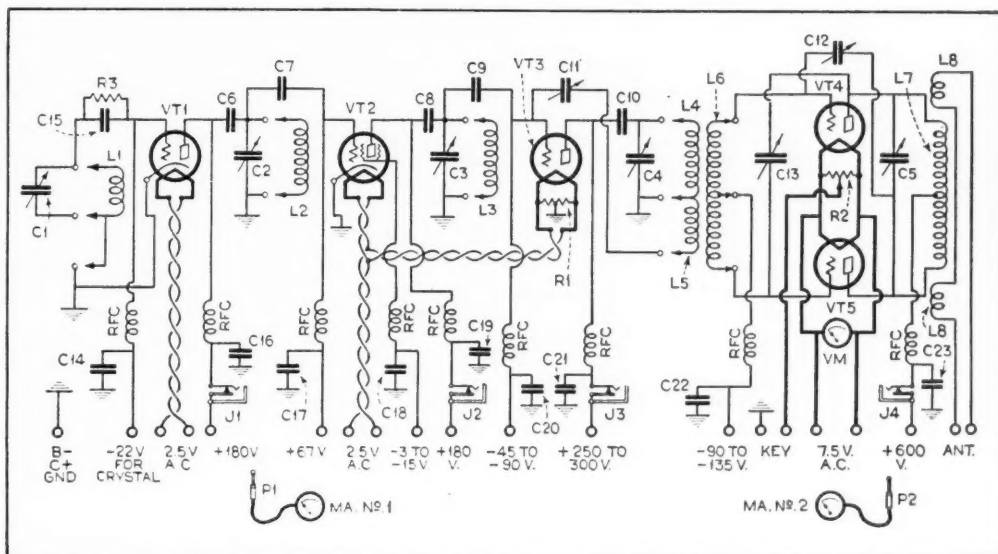 C12
L8
C7 C9 VT3 C11 L6 VT4 L7
R3 VT1 C6 VT2 C8 C10 L4
C15 L1 C2 L2 C3 L3 C4 C13 R2 C5
C1 R1 L5 VT5 L8
RFC RFC RFC RFC RFC RFC RFC RFC RFC
VM
C14 C16 C17 C18 C19 C20 C21 C22 C23
J1 J2 J3 J4
B- C+ GND
-22V FOR CRYSTAL
2.5V A.C
+180V
+67V
2.5V A.C
-3 TO -15V.
+180 V.
-45 TO -90 V.
+250 TO 300V.
-90 TO -135 V.
KEY
7.5 V. A.C.
+600 V.
ANT.
P1 MA. Nº.1
MA. Nº.2 P2